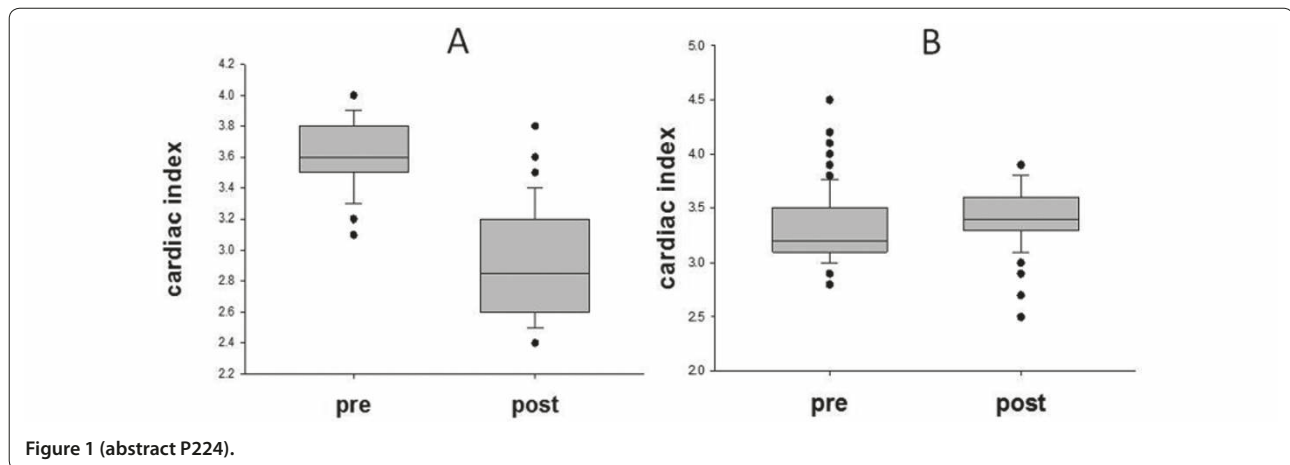 A
cardiac index
4.2
4.0
3.8
3.6
3.4
3.2
3.0
2.8
2.6
2.4
2.2
pre
post
B
cardiac index
5.0
4.5
4.0
3.5
3.0
2.5
2.0
pre
post
Figure 1 (abstract P224).